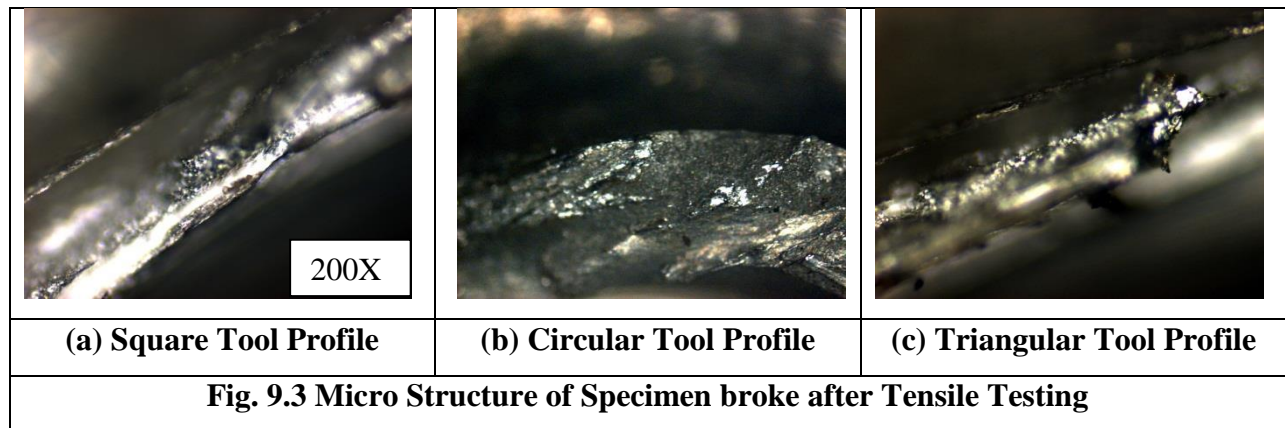 200X
(a) Square Tool Profile
(b) Circular Tool Profile
(c) Triangular Tool Profile
Fig. 9.3 Micro Structure of Specimen broke after Tensile Testing